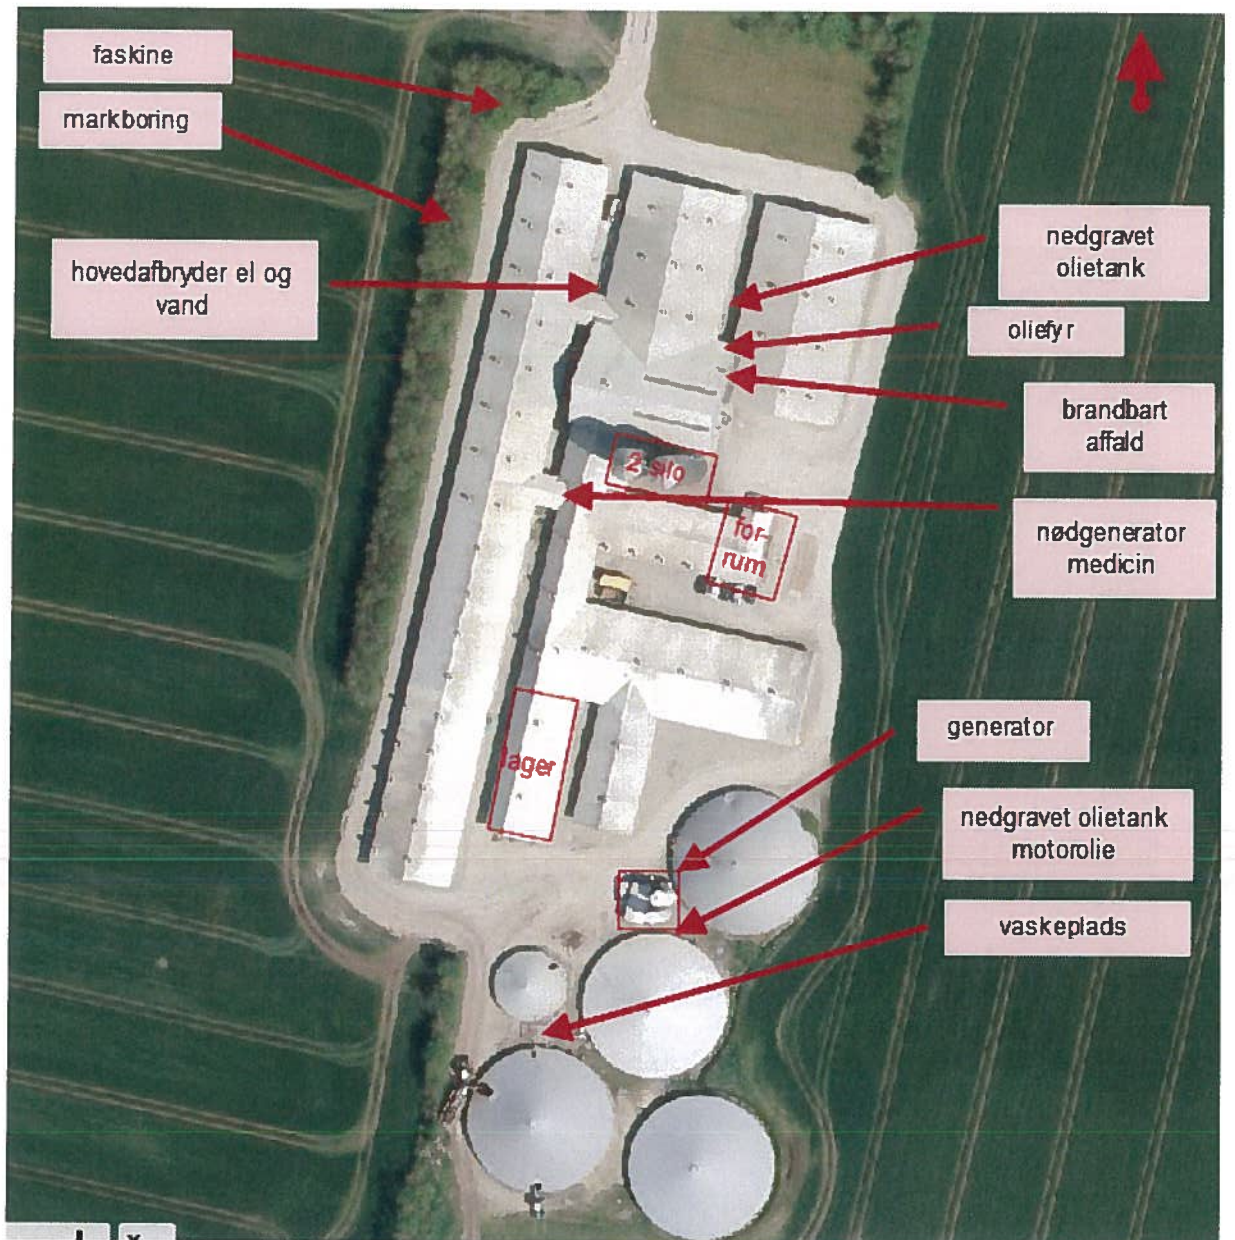 faskine
markboring
hovedafbryder el og
vand
nedgravet
olietank
oliefyr
brandbart
affald
2 silo
for-
rum
nødgenerator
medicin
lager
generator
nedgravet olietank
motorolie
vaskeplads